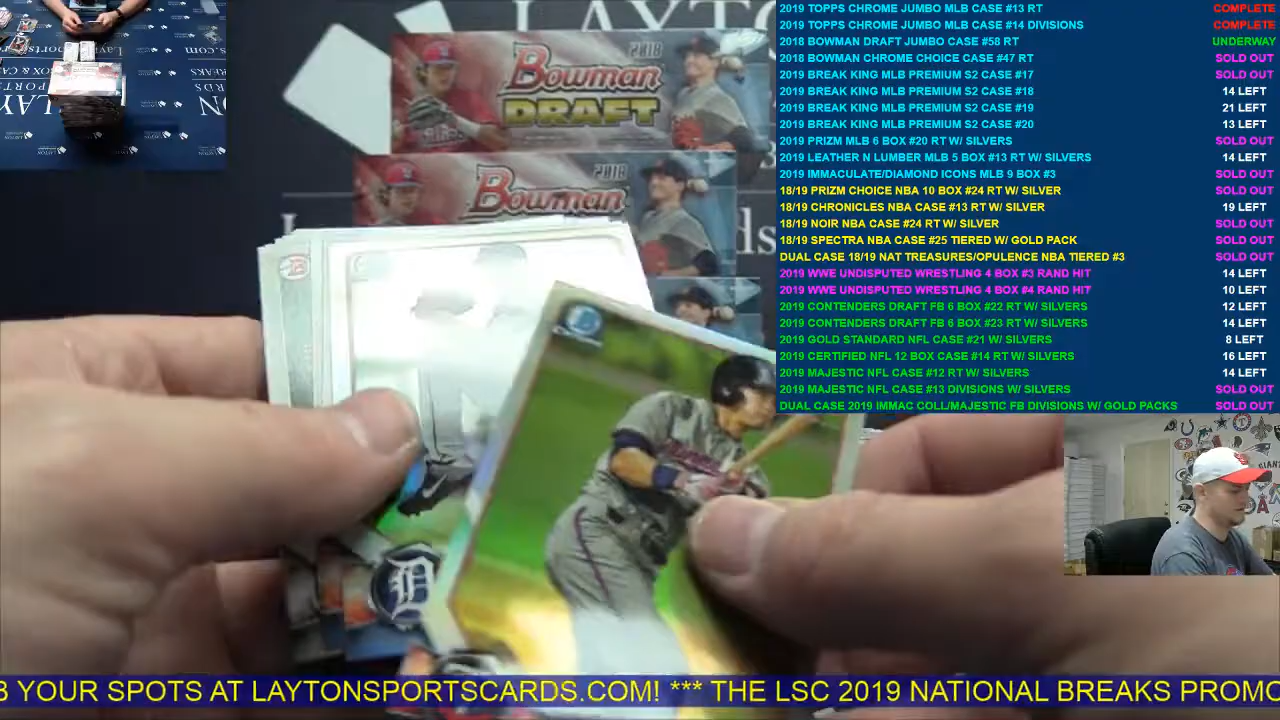 2019 TOPPS CHROME JUMBO MLB CASE #13 RT COMPLETE
2019 TOPPS CHROME JUMBO MLB CASE #14 DIVISIONS COMPLETE
2018 BOWMAN DRAFT JUMBO CASE #58 RT UNDERWAY
2018 BOWMAN CHROME CHOICE CASE #47 RT SOLD OUT
2019 BREAK KING MLB PREMIUM S2 CASE #17 SOLD OUT
2019 BREAK KING MLB PREMIUM S2 CASE #18 14 LEFT
2019 BREAK KING MLB PREMIUM S2 CASE #19 21 LEFT
2019 BREAK KING MLB PREMIUM S2 CASE #20 13 LEFT
2019 PRIZM MLB 6 BOX #20 RT W/ SILVERS SOLD OUT
2019 LEATHER N LUMBER MLB 5 BOX #13 RT W/ SILVERS 14 LEFT
2019 IMMACULATE/DIAMOND ICONS MLB 9 BOX #3 SOLD OUT
18/19 PRIZM CHOICE NBA 10 BOX #24 RT W/ SILVER SOLD OUT
18/19 CHRONICLES NBA CASE #13 RT W/ SILVER 19 LEFT
18/19 NOIR NBA CASE #24 RT W/ SILVER SOLD OUT
18/19 SPECTRA NBA CASE #25 TIERED W/ GOLD PACK SOLD OUT
DUAL CASE 18/19 NAT TREASURES/OPULENCE NBA TIERED #3 SOLD OUT
2019 WWE UNDISPUTED WRESTLING 4 BOX #3 RAND HIT 14 LEFT
2019 WWE UNDISPUTED WRESTLING 4 BOX #4 RAND HIT 10 LEFT
2019 CONTENDERS DRAFT FB 6 BOX #22 RT W/ SILVERS 12 LEFT
2019 CONTENDERS DRAFT FB 6 BOX #23 RT W/ SILVERS 14 LEFT
2019 GOLD STANDARD NFL CASE #21 W/ SILVERS 8 LEFT
2019 CERTIFIED NFL 12 BOX CASE #14 RT W/ SILVERS 16 LEFT
2019 MAJESTIC NFL CASE #12 RT W/ SILVERS 14 LEFT
2019 MAJESTIC NFL CASE #13 DIVISIONS W/ SILVERS SOLD OUT
DUAL CASE 2019 IMMAC COLL/MAJESTIC FB DIVISIONS W/ GOLD PACKS SOLD OUT
LAYTON
2018
Bowman
DRAFT
2018
Bowman
D
B YOUR SPOTS AT LAYTONSPORTSCARDS.COM! *** THE LSC 2019 NATIONAL BREAKS PROMO